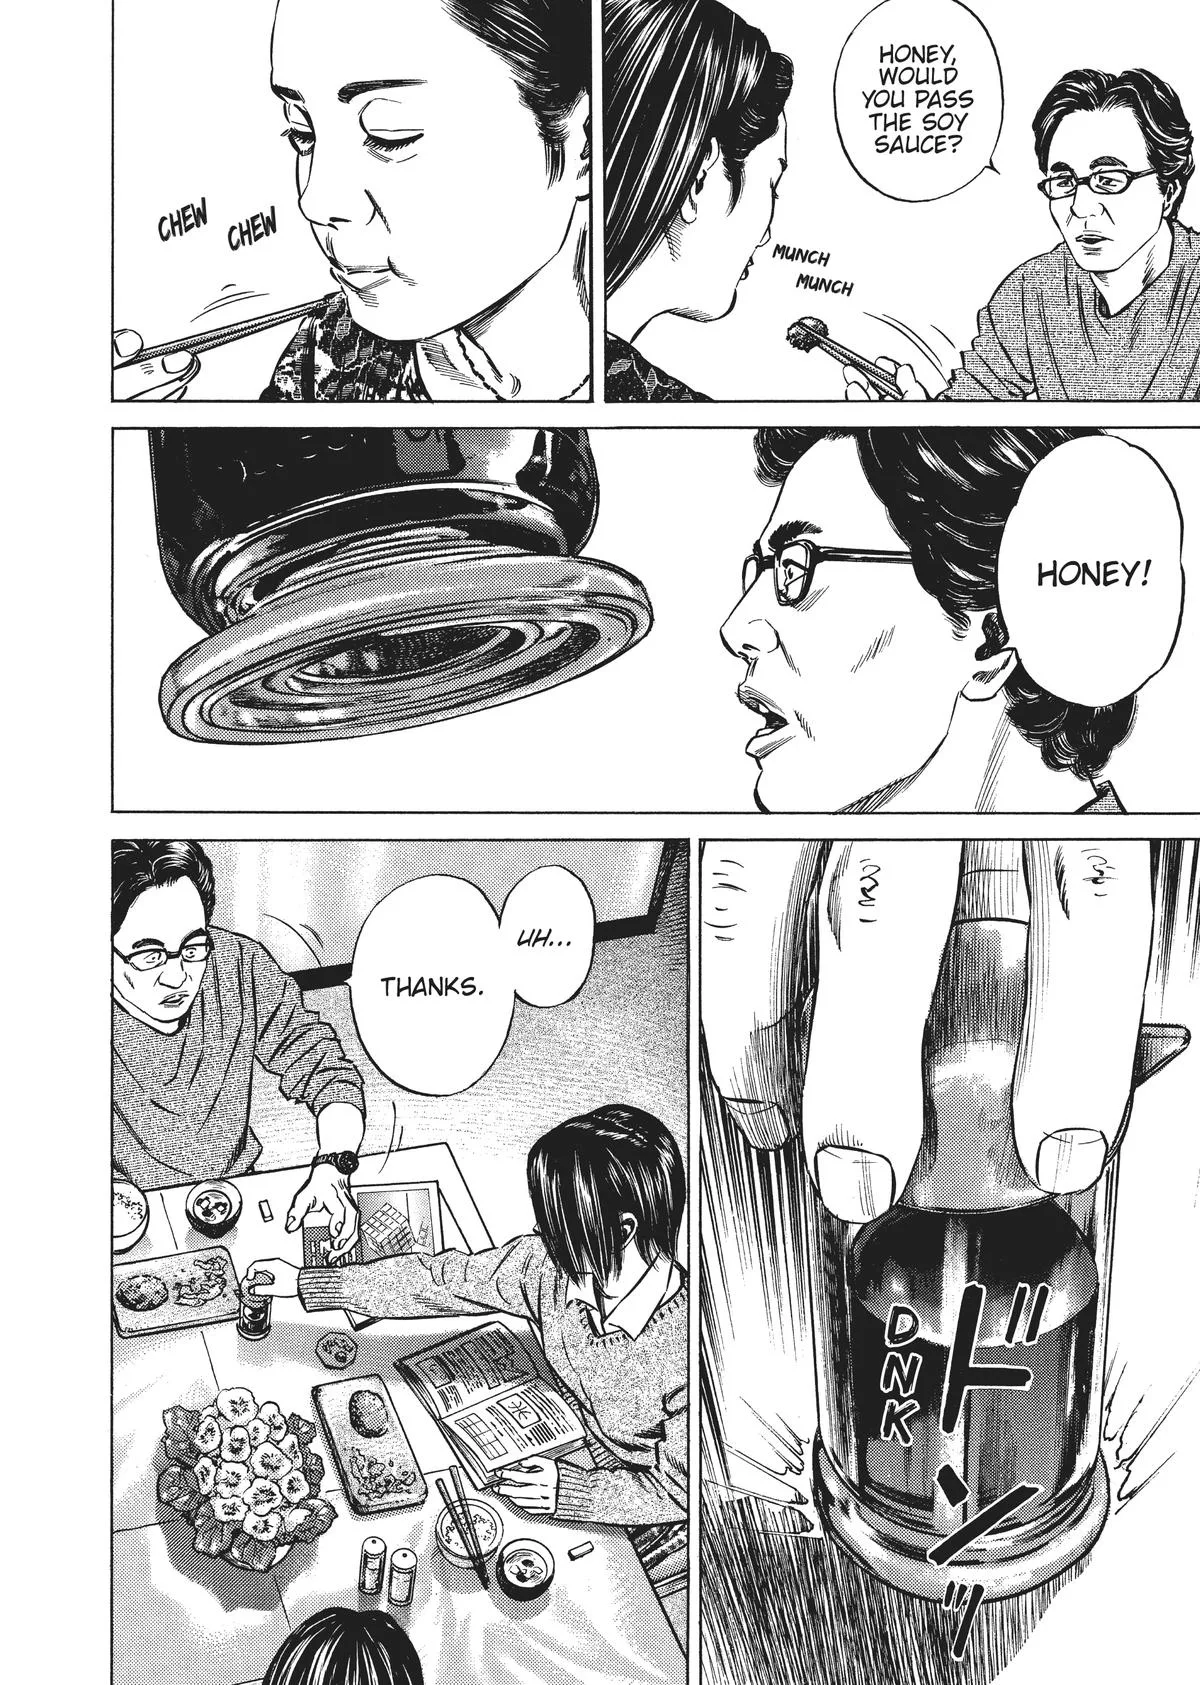 HONEY,
WOULD
YOU PASS
THE SOY
SAUCE?
MUNCH
MUNCH
CHEW
CHEW
HONEY!
DNK
ドン
UH...
THANKS.